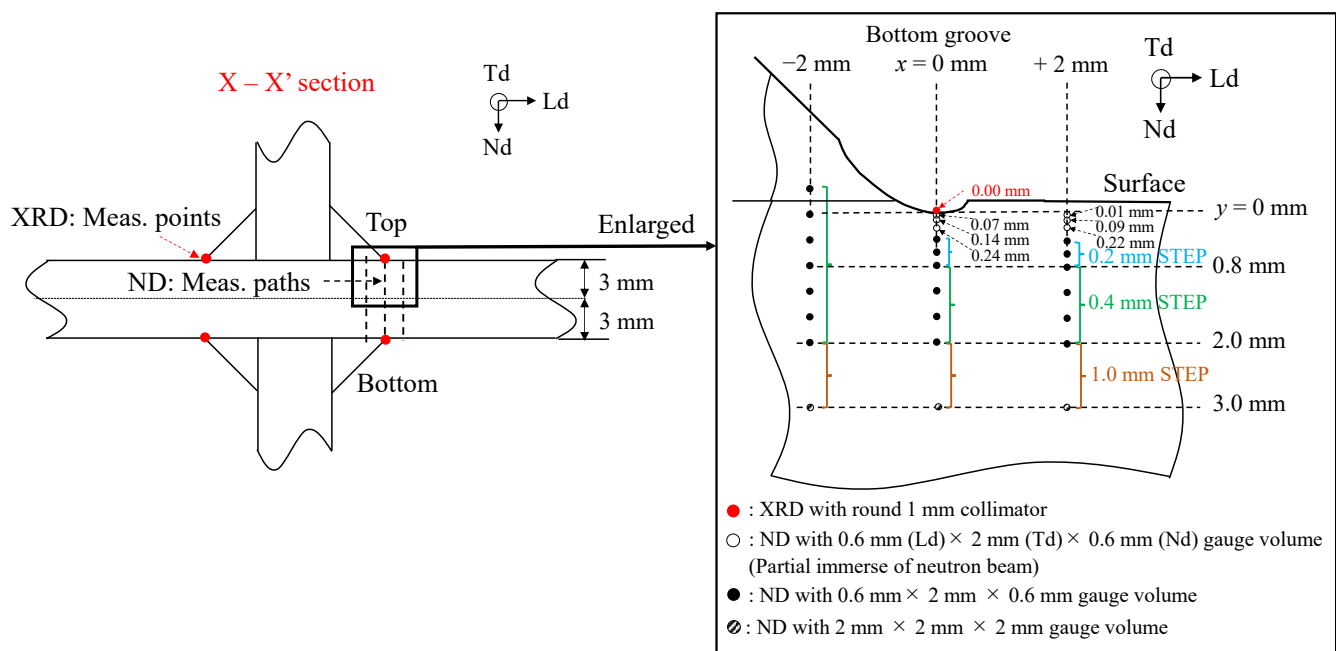 X – X’ section
Td
Ld
Nd
XRD: Meas. points
Top
Enlarged
ND: Meas. paths
3 mm
3 mm
Bottom
Bottom groove
−2 mm
x = 0 mm
+ 2 mm
Td
Ld
Nd
0.00 mm
Surface
y = 0 mm
0.07 mm
0.14 mm
0.24 mm
0.01 mm
0.09 mm
0.22 mm
0.2 mm STEP
0.8 mm
0.4 mm STEP
2.0 mm
1.0 mm STEP
3.0 mm
: XRD with round 1 mm collimator
: ND with 0.6 mm (Ld) × 2 mm (Td) × 0.6 mm (Nd) gauge volume
(Partial immerse of neutron beam)
: ND with 0.6 mm × 2 mm × 0.6 mm gauge volume
: ND with 2 mm × 2 mm × 2 mm gauge volume